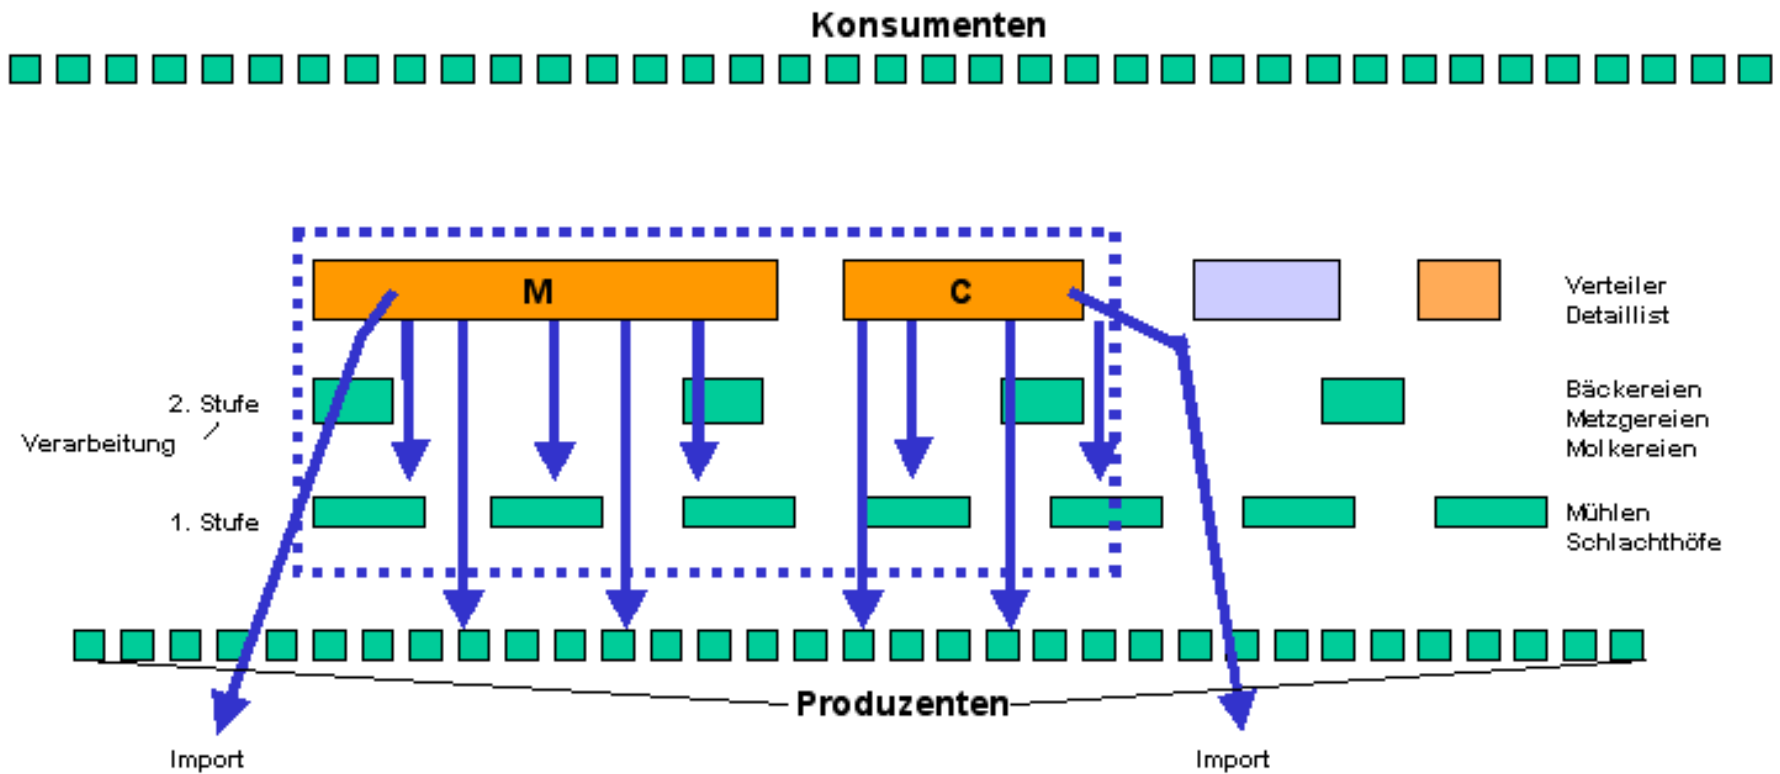 Konsumenten
M
C
Verteiler
Detaillist
2. Stufe
Verarbeitung
Bäckereien
Metzgereien
Molkereien
1. Stufe
Mühlen
Schlachthöfe
Produzenten
Import
Import